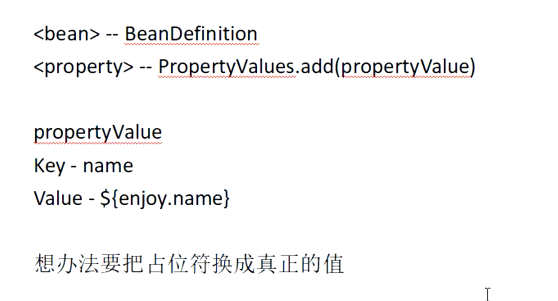 <bean> -- BeanDefinition
<property> -- PropertyValues.add(propertyValue)
propertyValue
Key - name
Value - ${enjoy.name}
想办法要把占位符换成真正的值